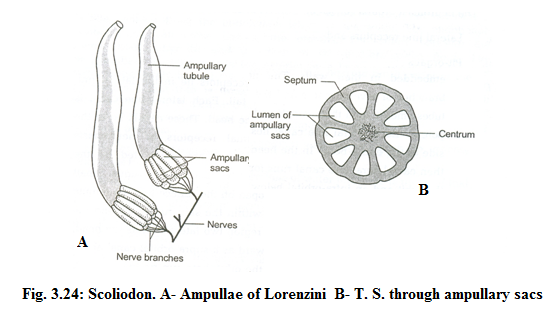 Ampullary
tubule
Ampullar
sacs
Nerves
Nerve branches
A
Septum
Lumen of
ampullary
sacs
Centrum
B
Fig. 3.24: Scoliodon. A- Ampullae of Lorenzini B- T. S. through ampullary sacs